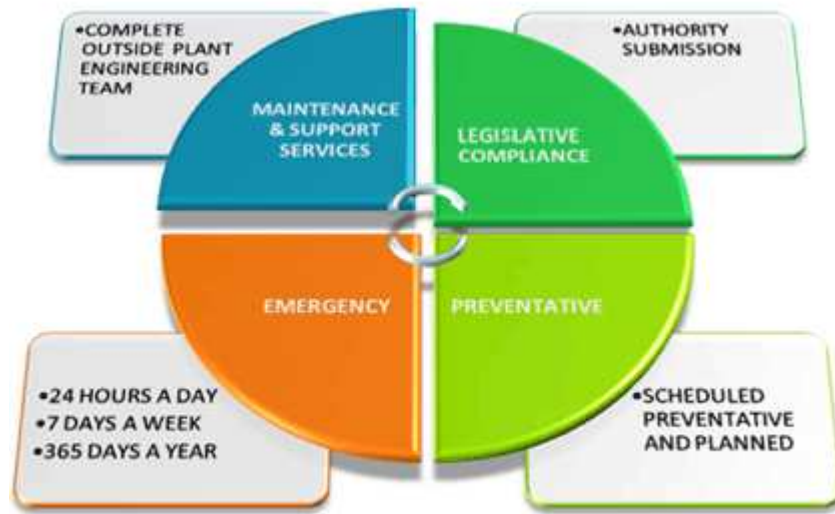 •COMPLETE
OUTSIDE PLANT
ENGINEERING
TEAM
MAINTENANCE
& SUPPORT
SERVICES
•AUTHORITY
SUBMISSION
LEGISLATIVE
COMPLIANCE
EMERGENCY
•24 HOURS A DAY
•7 DAYS A WEEK
•365 DAYS A YEAR
PREVENTATIVE
•SCHEDULED
PREVENTATIVE
AND PLANNED